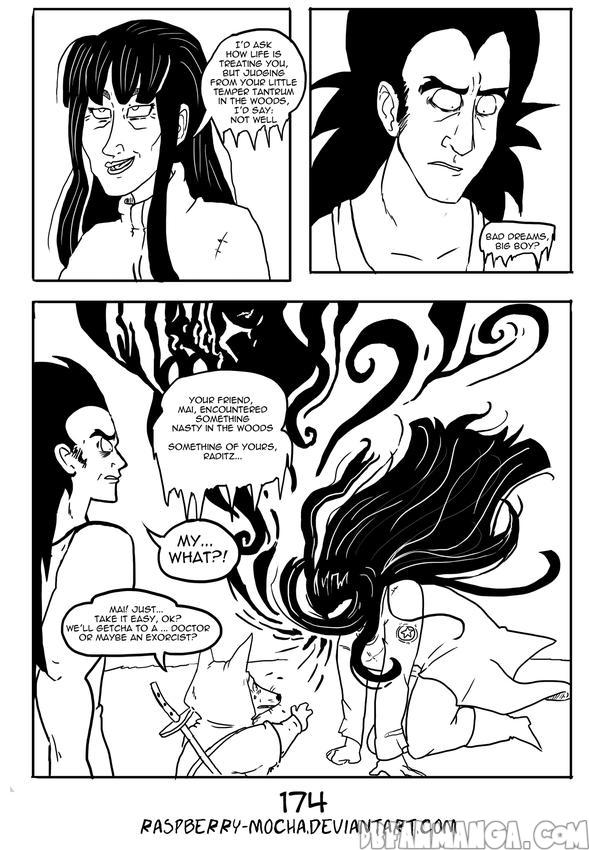 I'D ASK
HOW LIFE IS
TREATING YOU,
BUT JUDGING
FROM YOUR LITTLE
TEMPER TANTRUM
IN THE WOODS,
I'D SAY:
NOT WELL
BAD DREAMS,
BIG BOY?
YOUR FRIEND,
MAI, ENCOUNTERED
SOMETHING
NASTY IN THE WOODS
SOMETHING OF YOURS,
RADITZ...
MY...
WHAT?!
MAI! JUST...
TAKE IT EASY, OK?
WE'LL GETCHA TO A ... DOCTOR
OR MAYBE AN EXORCIST?
174
RASPBERRY-MOCHA.DEVIANTART.COM
DBFANMANGA.COM